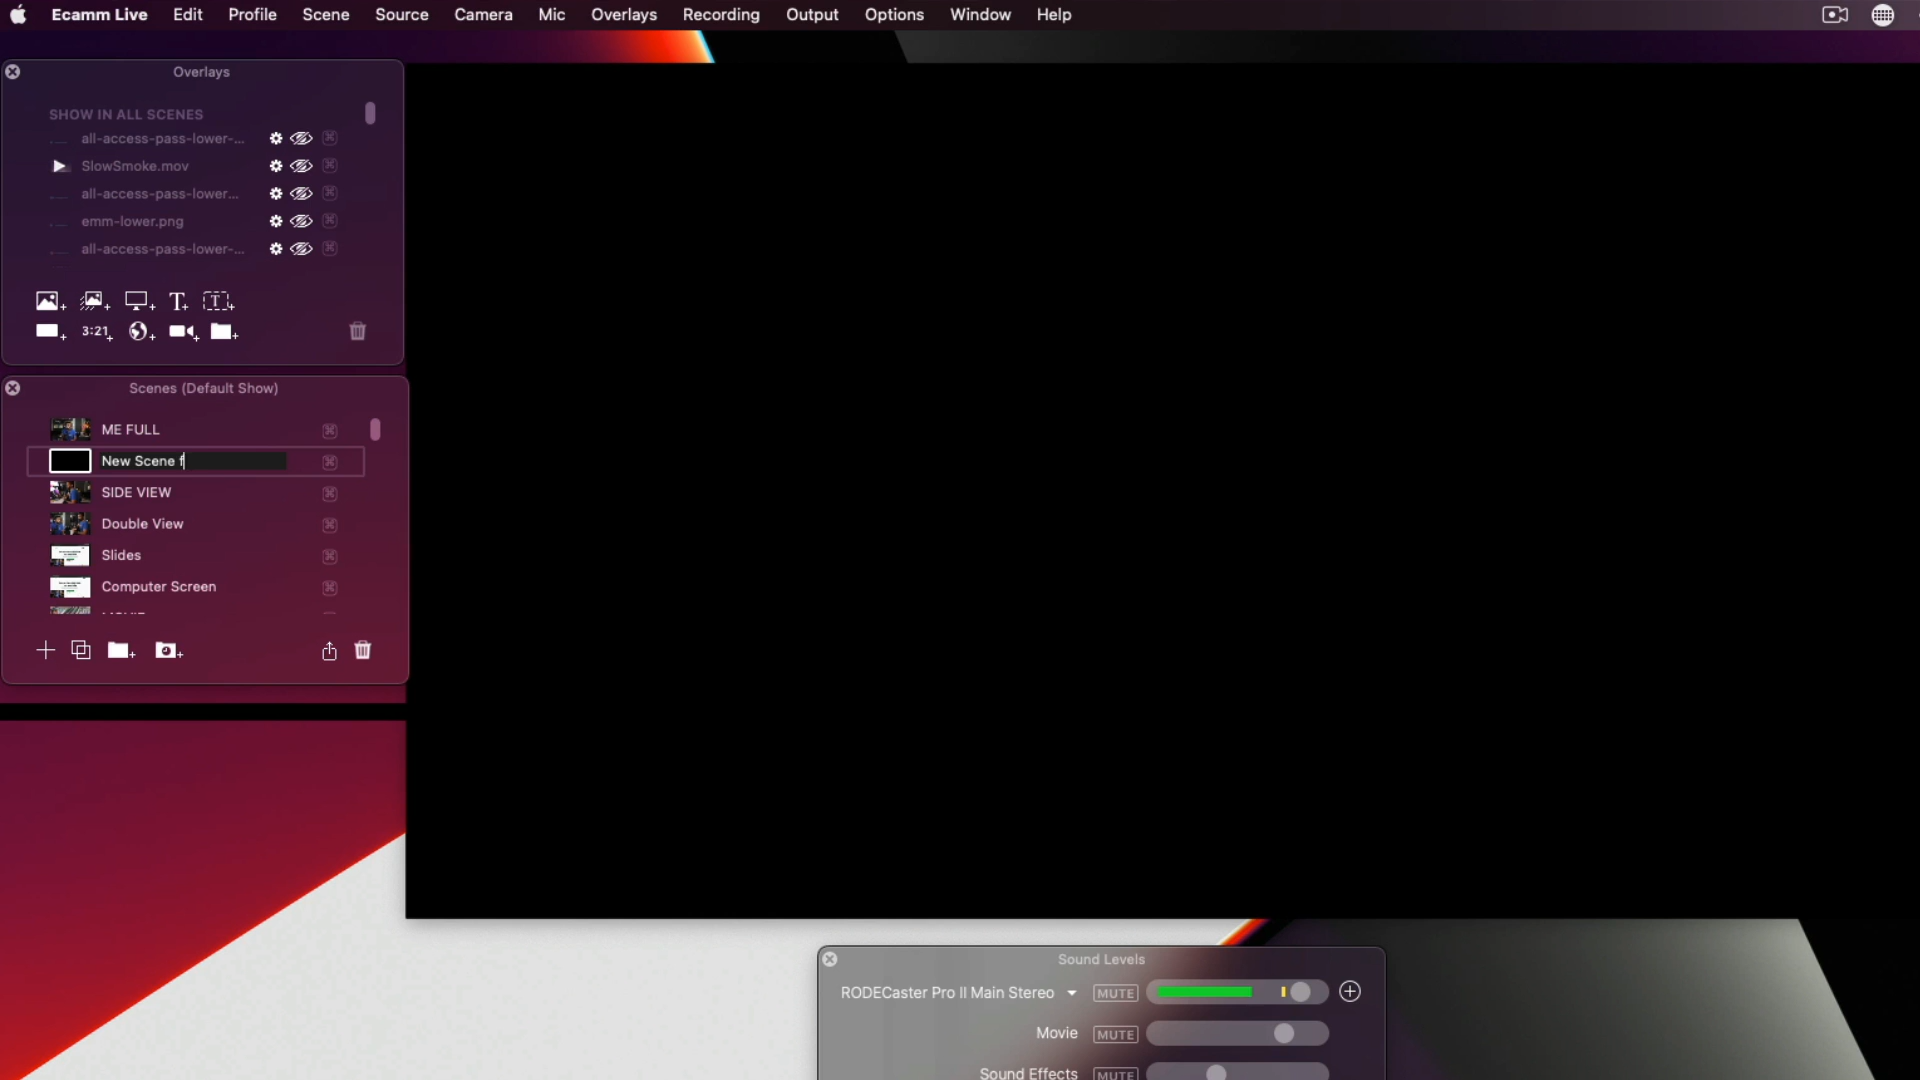 Ecamm Live Edit Profile Scene Source Camera Mic Overlays Recording Output Options Window Help
Overlays
SHOW IN ALL SCENES
all-access-pass-lower-...
SlowSmoke.mov
all-access-pass-lower...
emm-lower.png
all-access-pass-lower-...
T+ T+
3:21+
Scenes (Default Show)
ME FULL
New Scene f
SIDE VIEW
Double View
Slides
Computer Screen
Sound Levels
RODECaster Pro II Main Stereo MUTE
Movie MUTE
Sound Effects MUTE